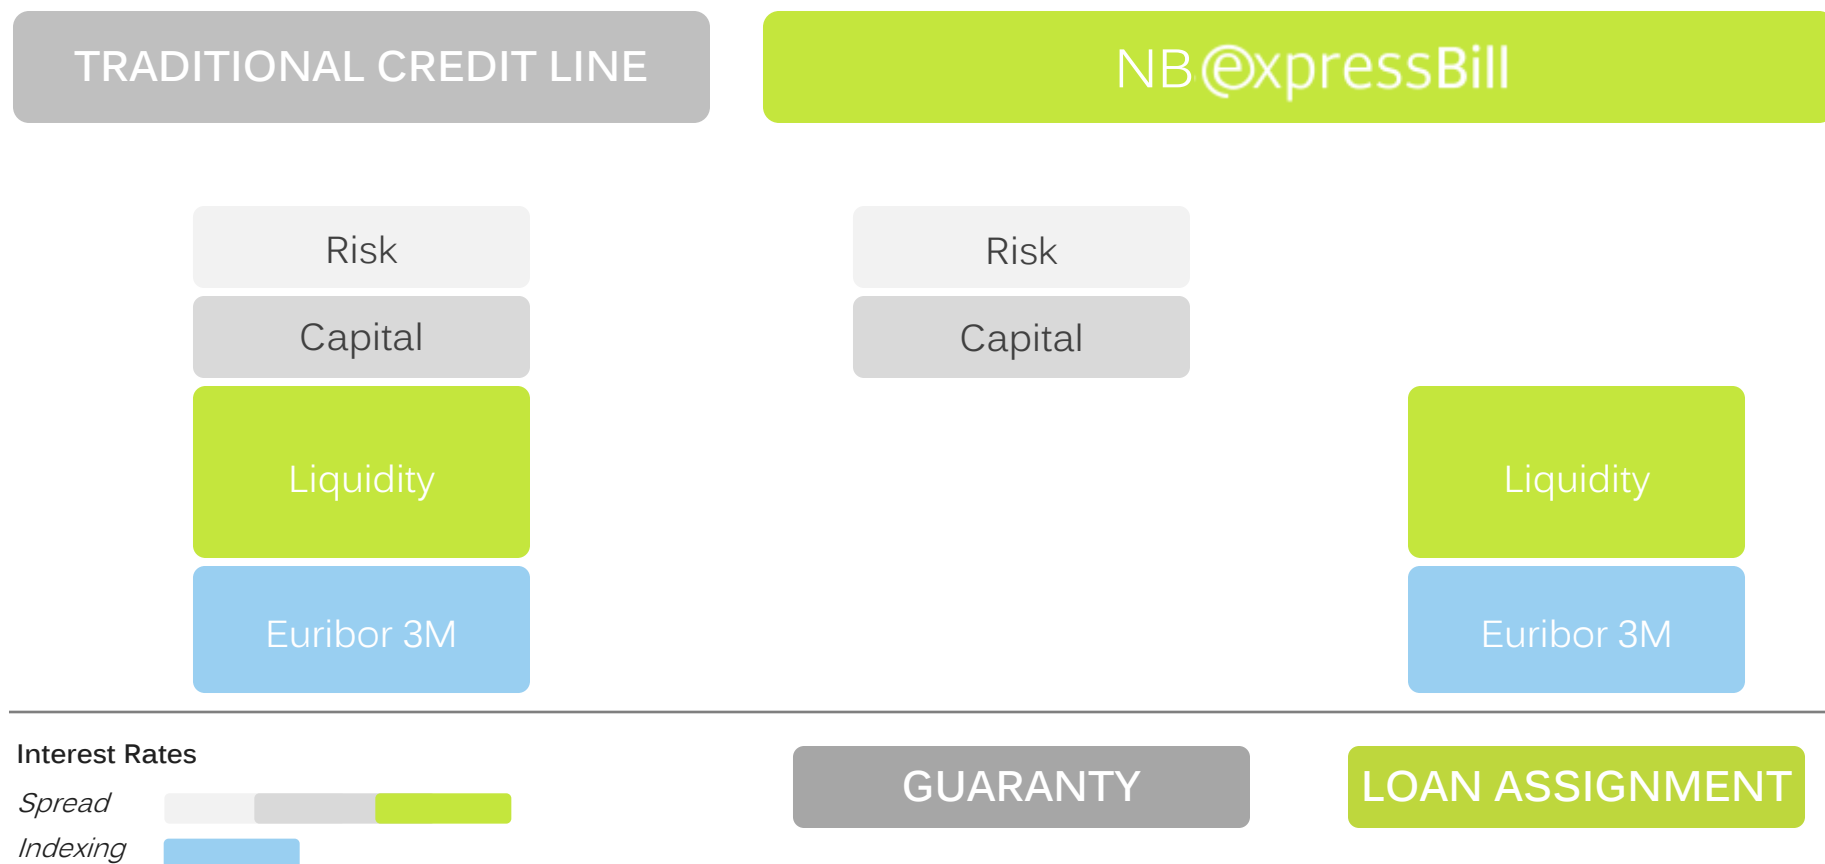 TRADITIONAL CREDIT LINE
NB @xpressBill
Risk
Risk
Capital
Capital
Liquidity
Liquidity
Euribor 3M
Euribor 3M
Interest Rates
Spread
Indexing
GUARANTY
LOAN ASSIGNMENT